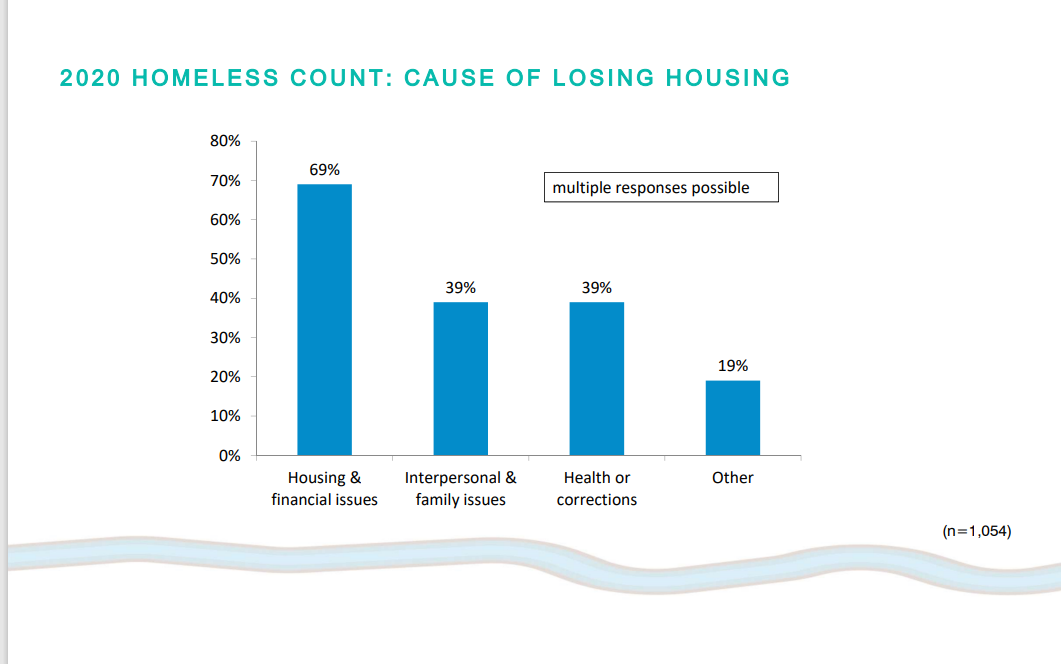 2020 HOMELESS COUNT: CAUSE OF LOSING HOUSING
80%
70%
60%
50%
40%
30%
20%
10%
0%
69%
39%
39%
19%
multiple responses possible
Housing &
financial issues
Interpersonal &
family issues
Health or
corrections
Other
(n=1,054)